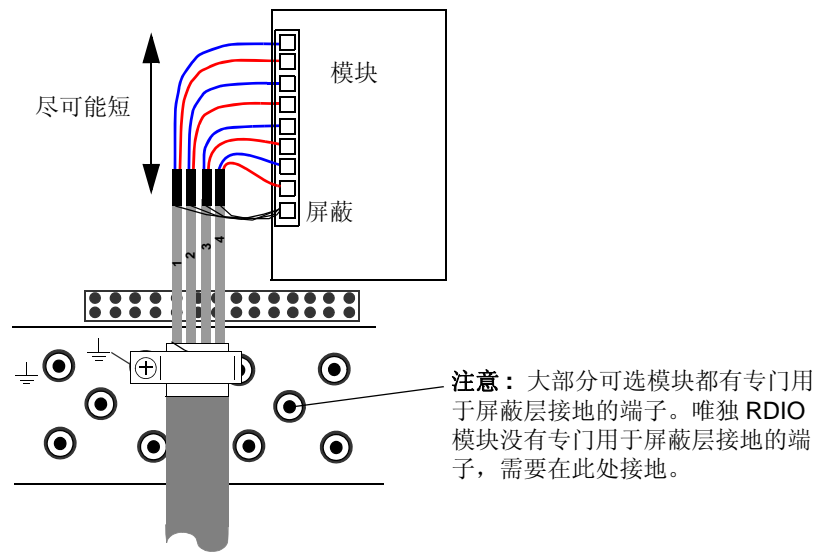 模块
尽可能短
屏蔽
1
2
3
4
注意： 大部分可选模块都有专门用
于屏蔽层接地的端子。唯独 RDIO
模块没有专门用于屏蔽层接地的端
子，需要在此处接地。